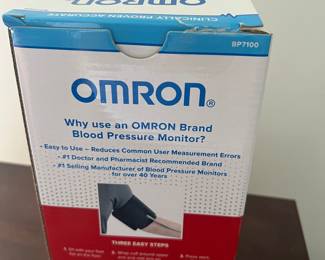 CLINICALLY PROVEN ACCURATE
BP7100
OMRON®
Why use an OMRON Brand
Blood Pressure Monitor?
- Easy to Use – Reduces Common User Measurement Errors
- #1 Doctor and Pharmacist Recommended Brand
- #1 Selling Manufacturer of Blood Pressure Monitors
for over 40 Years
THREE EASY STEPS